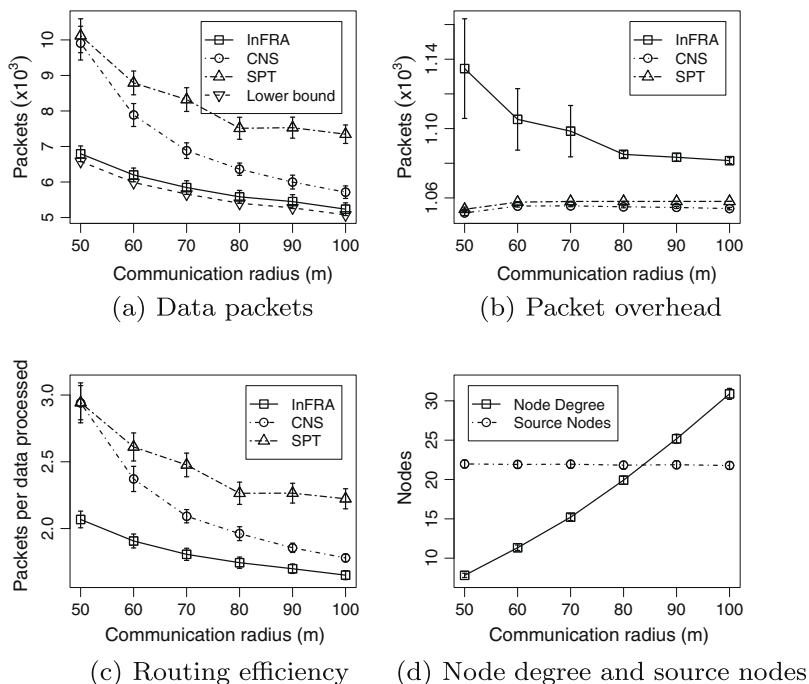 Packets (x10³)
10
9
8
7
6
5
InFRA
CNS
SPT
Lower bound
50 60 70 80 90 100
Communication radius (m)
(a) Data packets
Packets (x10³)
1.14
1.10
1.06
InFRA
CNS
SPT
50 60 70 80 90 100
Communication radius (m)
(b) Packet overhead
Packets per data processed
3.0
2.5
2.0
InFRA
CNS
SPT
50 60 70 80 90 100
Communication radius (m)
(c) Routing efficiency
Nodes
30
25
20
15
10
Node Degree
Source Nodes
50 60 70 80 90 100
Communication radius (m)
(d) Node degree and source nodes